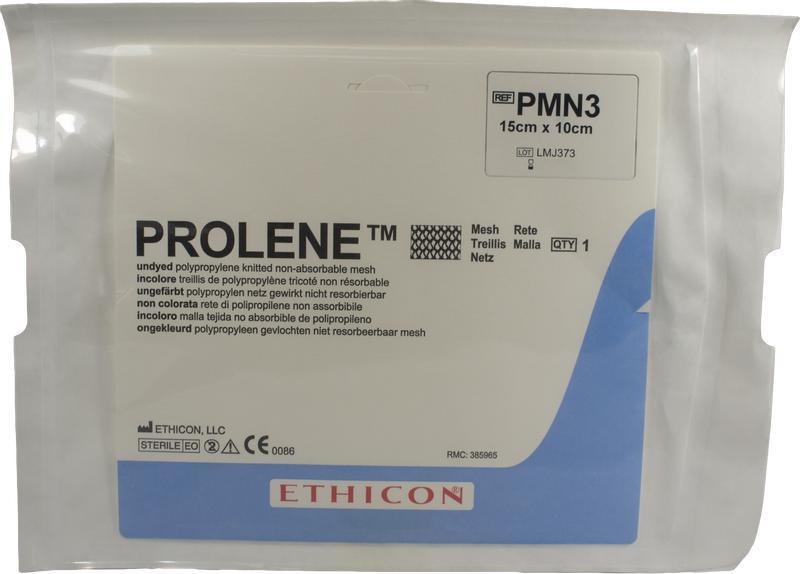 REF PMN3
15cm x 10cm
LOT LMJ373
PROLENE™
Mesh Rete
Treillis Malla
Netz
QTY 1
undyed polypropylene knitted non-absorbable mesh
incolore treillis de polypropylène tricoté non résorbable
ungefärbt polypropylen netz gewirkt nicht resorbierbar
non colorata rete di polipropilene non assorbibile
incoloro malla tejida no absorbible de polipropileno
ongekleurd polypropyleen gevlochten niet resorbeerbaar mesh
ETHICON, LLC
STERILE EO 2 CE 0086
RMC: 385965
ETHICON®